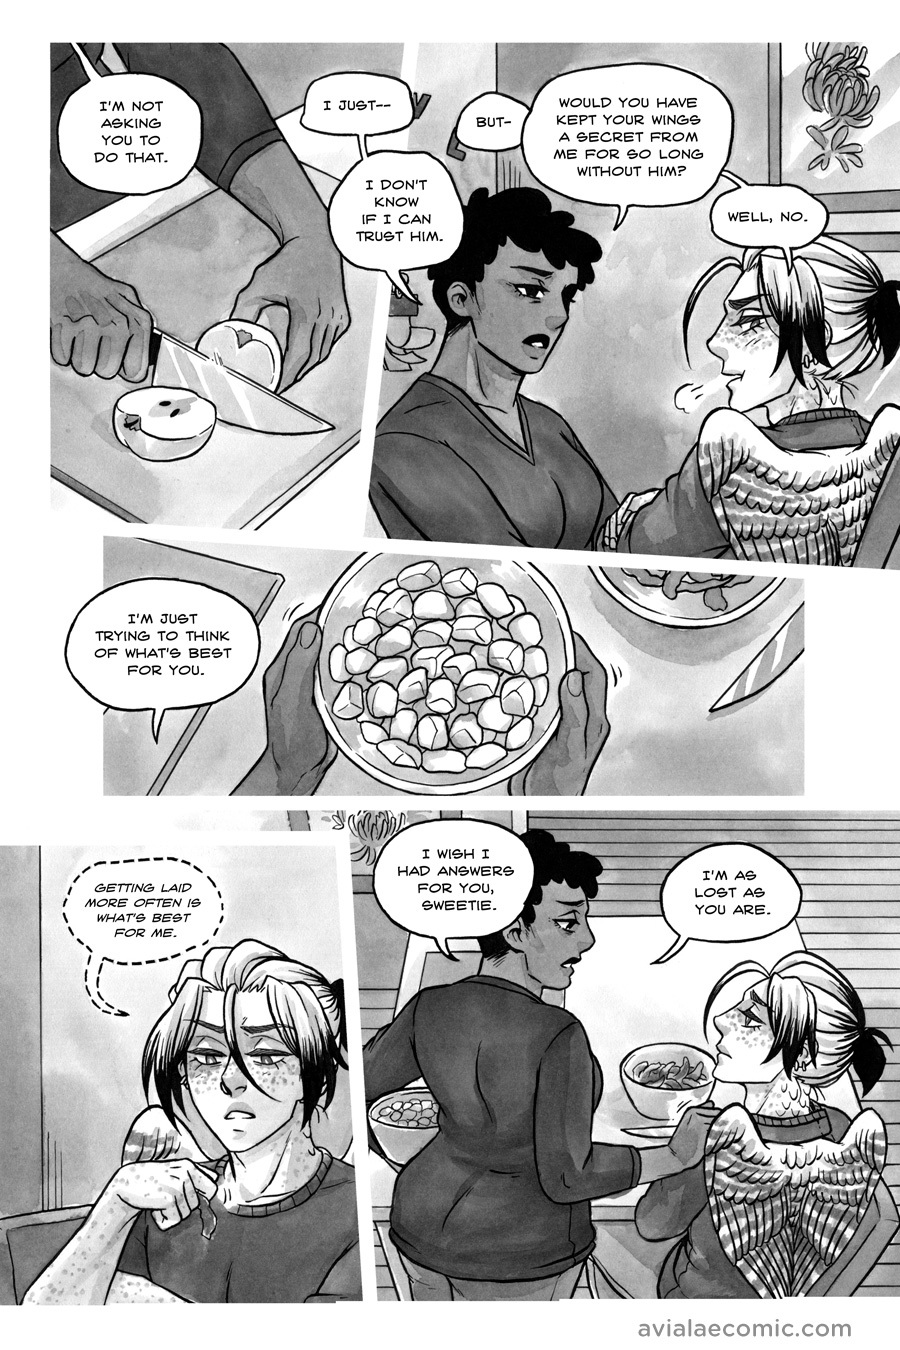 I'M NOT
ASKING
YOU TO
DO THAT.
I JUST--
I DON'T
KNOW
IF I CAN
TRUST HIM.
BUT-
WOULD YOU HAVE
KEPT YOUR WINGS
A SECRET FROM
ME FOR SO LONG
WITHOUT HIM?
WELL, NO.
I'M JUST
TRYING TO THINK
OF WHAT'S BEST
FOR YOU.
GETTING LAID
MORE OFTEN IS
WHAT'S BEST
FOR ME.
I WISH I
HAD ANSWERS
FOR YOU,
SWEETIE.
I'M AS
LOST AS
YOU ARE.
avialaecomic.com